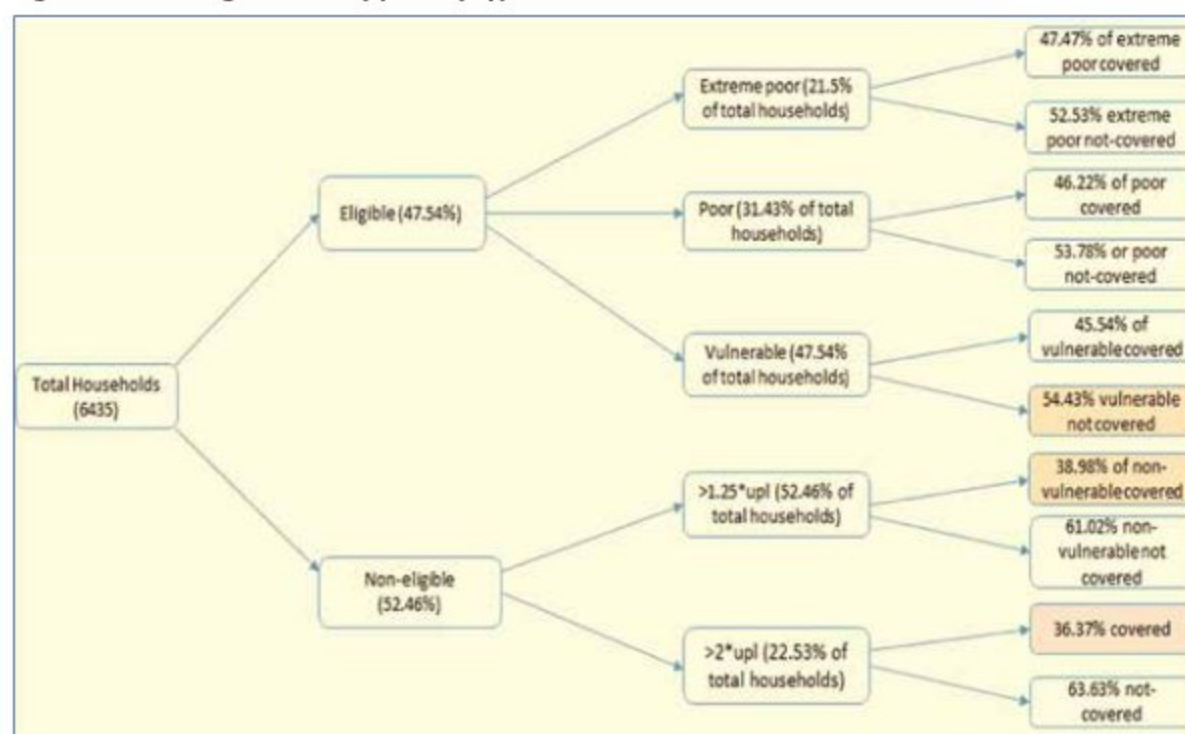 Total Households
(6435)
Eligible (47.54%)
Non-eligible
(52.46%)
Extreme poor (21.5%
of total households)
Poor (31.43% of total
households)
Vulnerable (47.54%
of total households)
>1.25*upl (52.46% of
total households)
>2*upl (22.53% of
total households)
47.47% of extreme
poor covered
52.53% extreme
poor not-covered
46.22% of poor
covered
53.78% or poor
not-covered
45.54% of
vulnerable covered
54.43% vulnerable
not covered
38.98% of non-
vulnerable covered
61.02% non-
vulnerable not
covered
36.37% covered
63.63% not-
covered